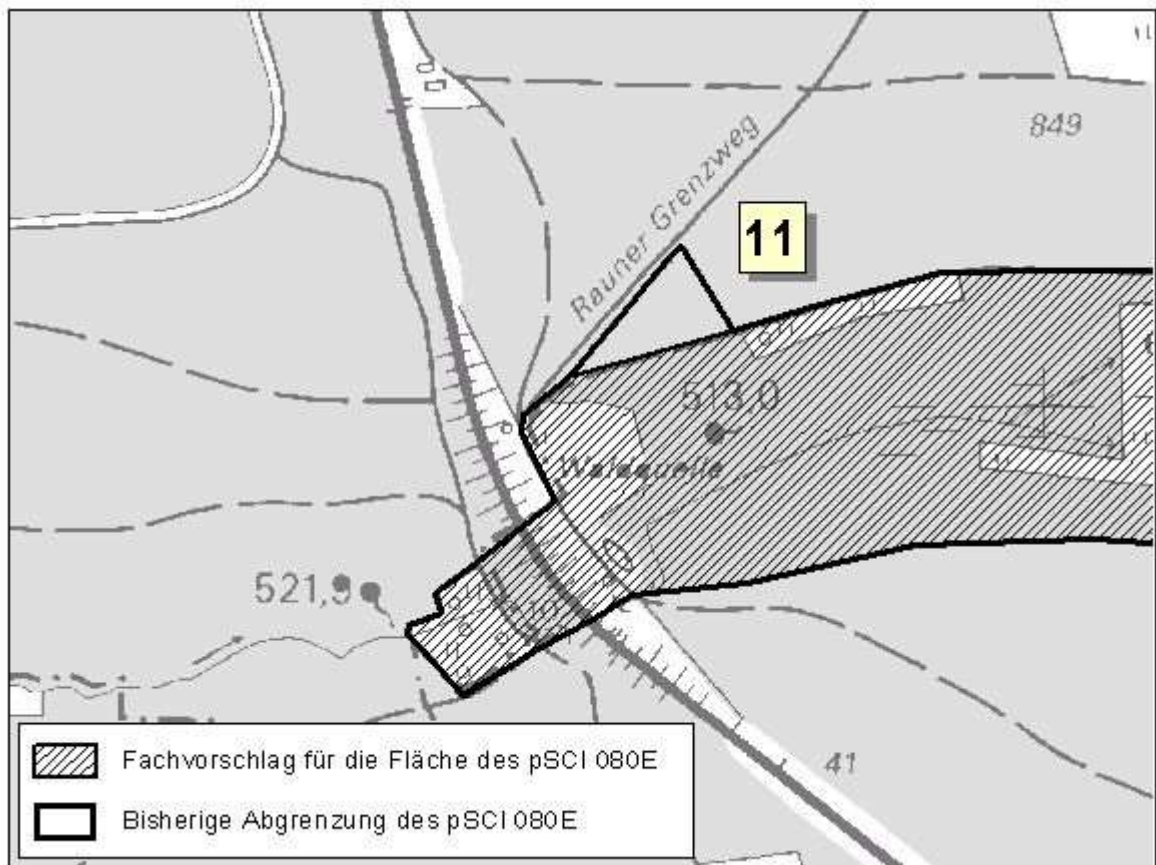 849
Rauner Grenzweg
11
513,0
Waldquelle
521,9
41
Fachvorschlag für die Fläche des pSCI 080E
Bisherige Abgrenzung des pSCI 080E